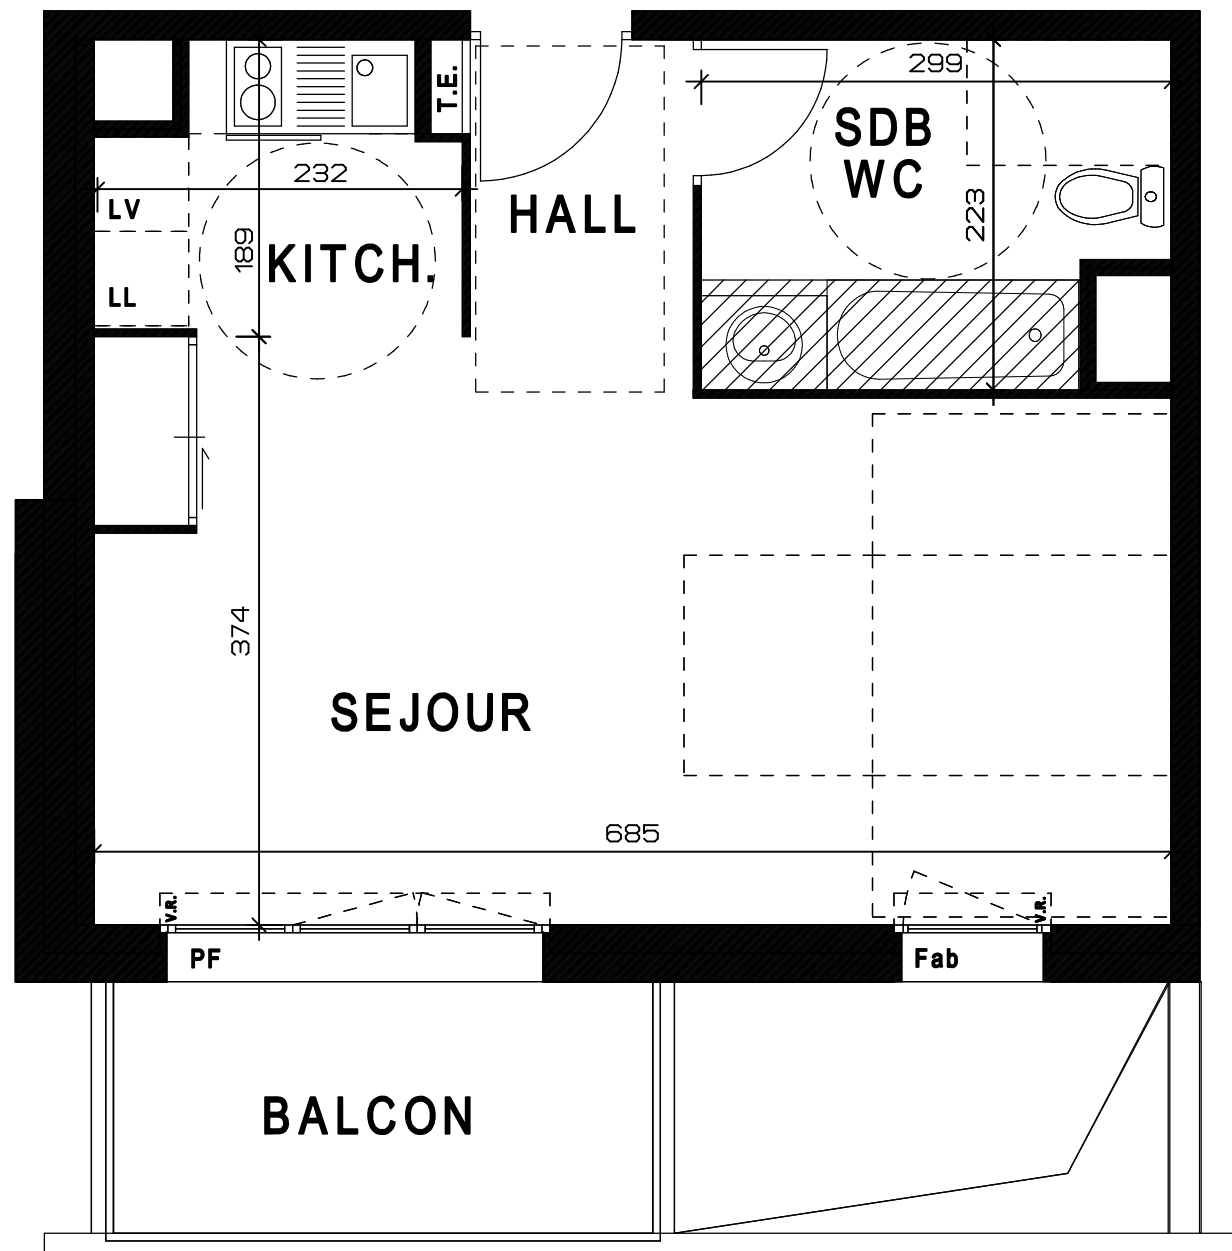 299
T.E.
SDB
WC
232
LV
HALL
223
189
KITCH.
LL
374
SEJOUR
685
V.R.
V.R.
PF
Fab
BALCON